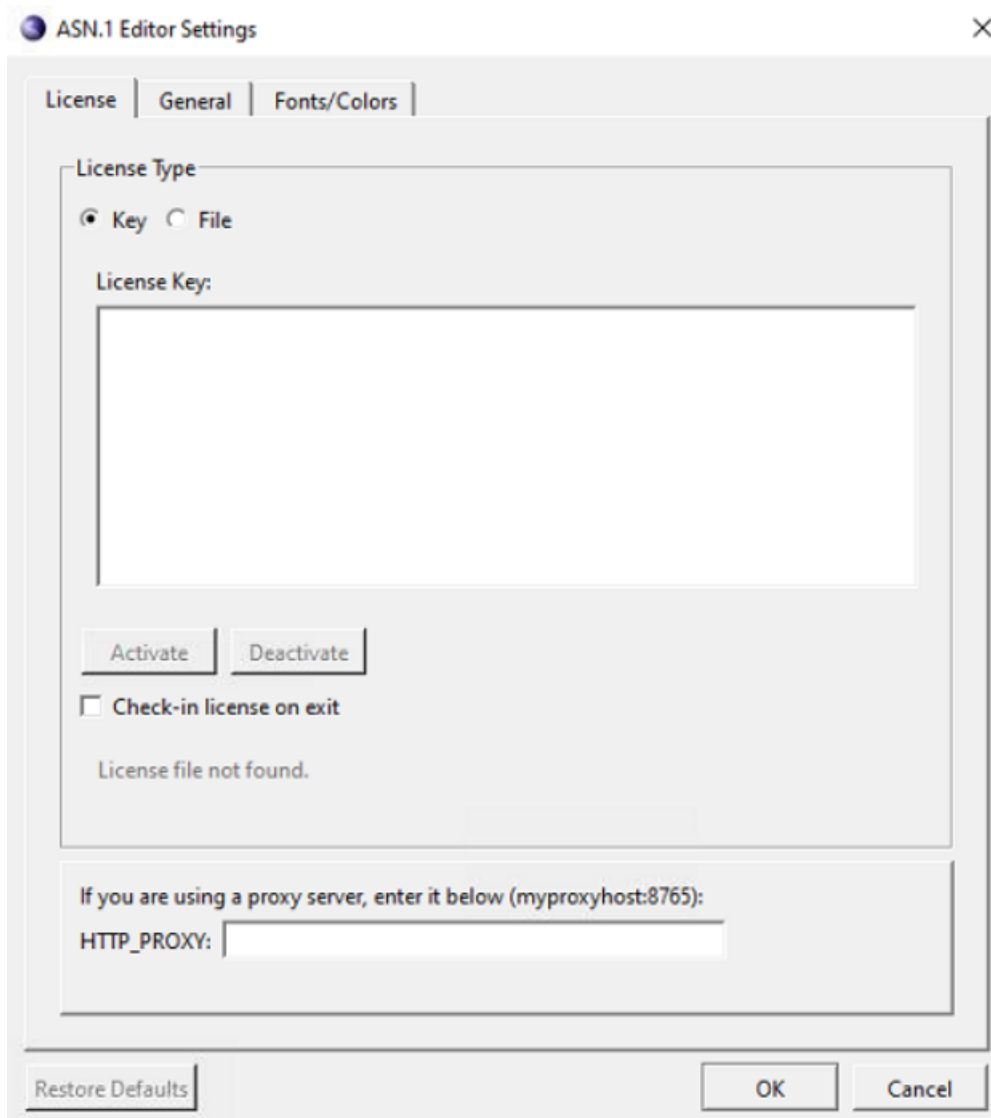 ASN.1 Editor Settings
License General Fonts/Colors
License Type
Key File
License Key:
Activate Deactivate
Check-in license on exit
License file not found.
If you are using a proxy server, enter it below (myproxyhost:8765):
HTTP_PROXY:
Restore Defaults OK Cancel